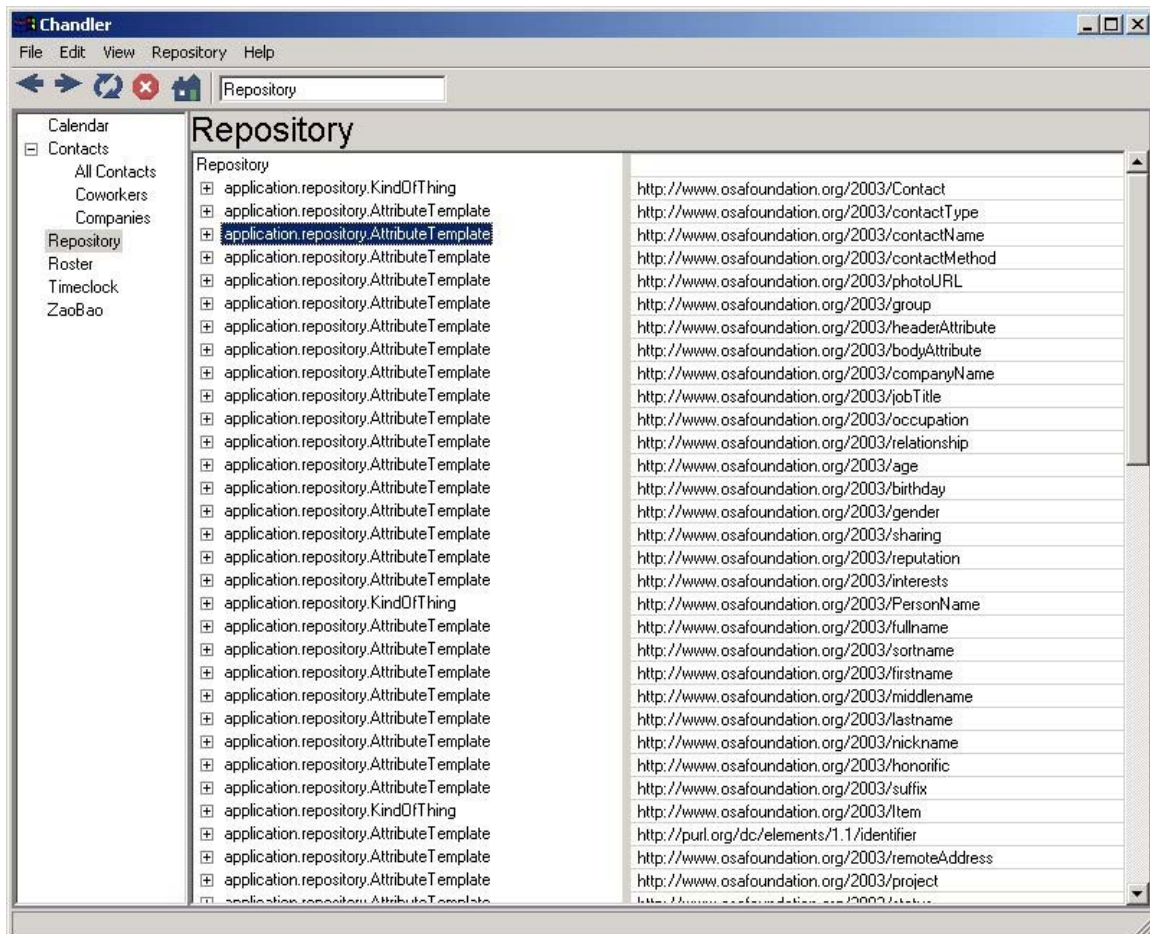 Chandler
File Edit View Repository Help
Repository
Calendar
Contacts
All Contacts
Coworkers
Companies
Repository
Roster
Timeclock
ZaoBao
Repository
Repository
application.repository.KindOfThing http://www.osafoundation.org/2003/Contact
application.repository.AttributeTemplate http://www.osafoundation.org/2003/contactType
application.repository.AttributeTemplate http://www.osafoundation.org/2003/contactName
application.repository.AttributeTemplate http://www.osafoundation.org/2003/contactMethod
application.repository.AttributeTemplate http://www.osafoundation.org/2003/photoURL
application.repository.AttributeTemplate http://www.osafoundation.org/2003/group
application.repository.AttributeTemplate http://www.osafoundation.org/2003/headerAttribute
application.repository.AttributeTemplate http://www.osafoundation.org/2003/bodyAttribute
application.repository.AttributeTemplate http://www.osafoundation.org/2003/companyName
application.repository.AttributeTemplate http://www.osafoundation.org/2003/jobTitle
application.repository.AttributeTemplate http://www.osafoundation.org/2003/occupation
application.repository.AttributeTemplate http://www.osafoundation.org/2003/relationship
application.repository.AttributeTemplate http://www.osafoundation.org/2003/age
application.repository.AttributeTemplate http://www.osafoundation.org/2003/birthday
application.repository.AttributeTemplate http://www.osafoundation.org/2003/gender
application.repository.AttributeTemplate http://www.osafoundation.org/2003/sharing
application.repository.AttributeTemplate http://www.osafoundation.org/2003/reputation
application.repository.AttributeTemplate http://www.osafoundation.org/2003/interests
application.repository.KindOfThing http://www.osafoundation.org/2003/PersonName
application.repository.AttributeTemplate http://www.osafoundation.org/2003/fullname
application.repository.AttributeTemplate http://www.osafoundation.org/2003/sortname
application.repository.AttributeTemplate http://www.osafoundation.org/2003/firstname
application.repository.AttributeTemplate http://www.osafoundation.org/2003/middlename
application.repository.AttributeTemplate http://www.osafoundation.org/2003/lastname
application.repository.AttributeTemplate http://www.osafoundation.org/2003/nickname
application.repository.AttributeTemplate http://www.osafoundation.org/2003/honorific
application.repository.AttributeTemplate http://www.osafoundation.org/2003/suffix
application.repository.KindOfThing http://www.osafoundation.org/2003/Item
application.repository.AttributeTemplate http://purl.org/dc/elements/1.1/identifier
application.repository.AttributeTemplate http://www.osafoundation.org/2003/remoteAddress
application.repository.AttributeTemplate http://www.osafoundation.org/2003/project